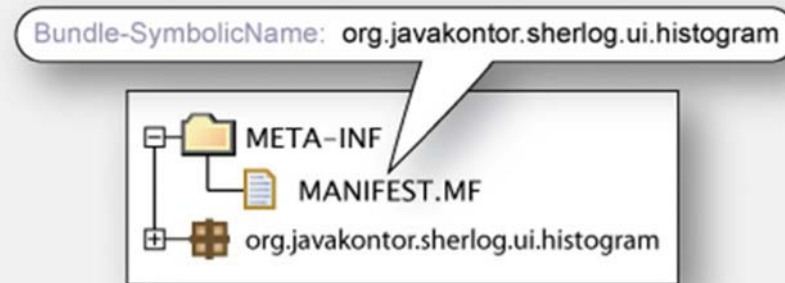 Bundle-SymbolicName: org.javakontor.sherlog.ui.histogram
META-INF
MANIFEST.MF
org.javakontor.sherlog.ui.histogram